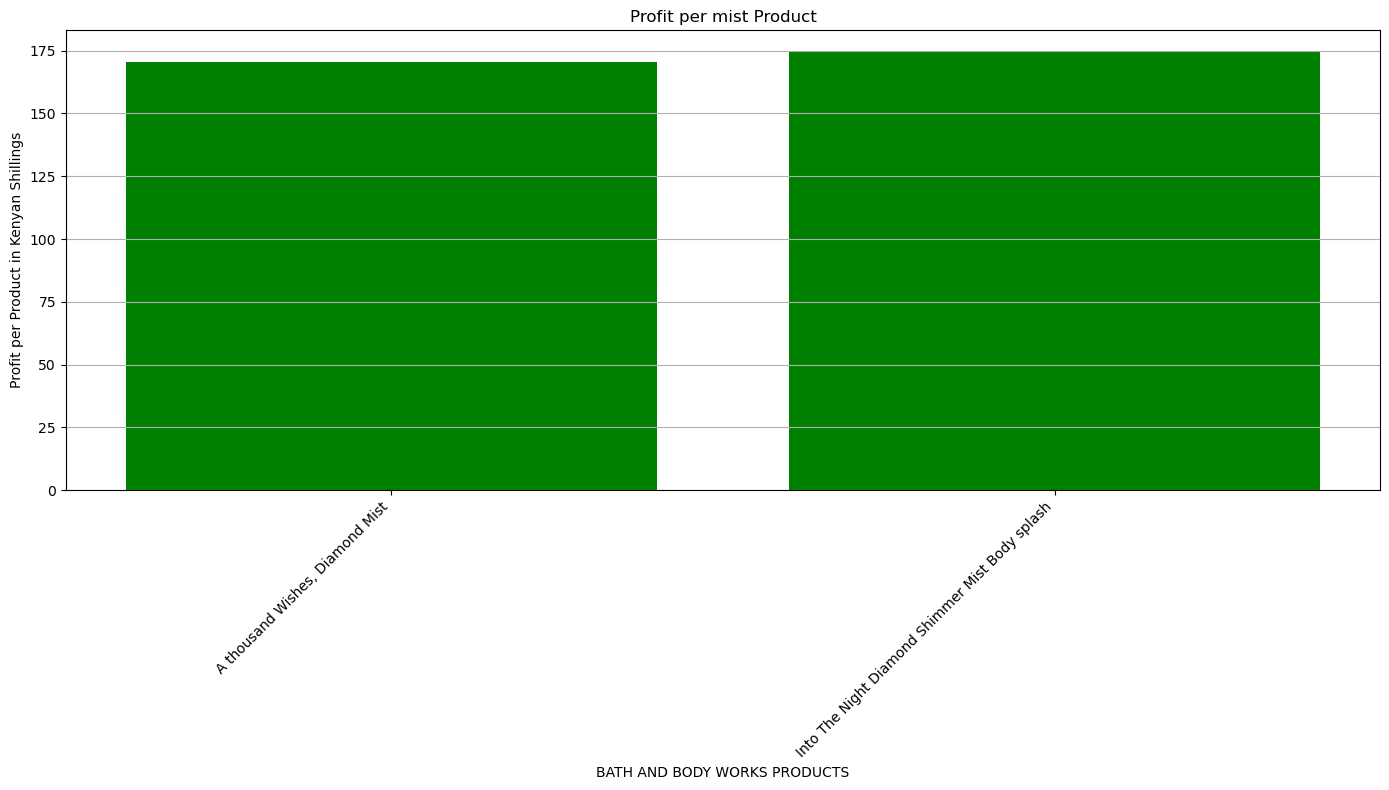 Profit per mist Product
Profit per Product in Kenyan Shillings
175
150
125
100
75
50
25
0
A thousand Wishes, Diamond Mist
Into The Night Diamond Shimmer Mist Body splash
BATH AND BODY WORKS PRODUCTS